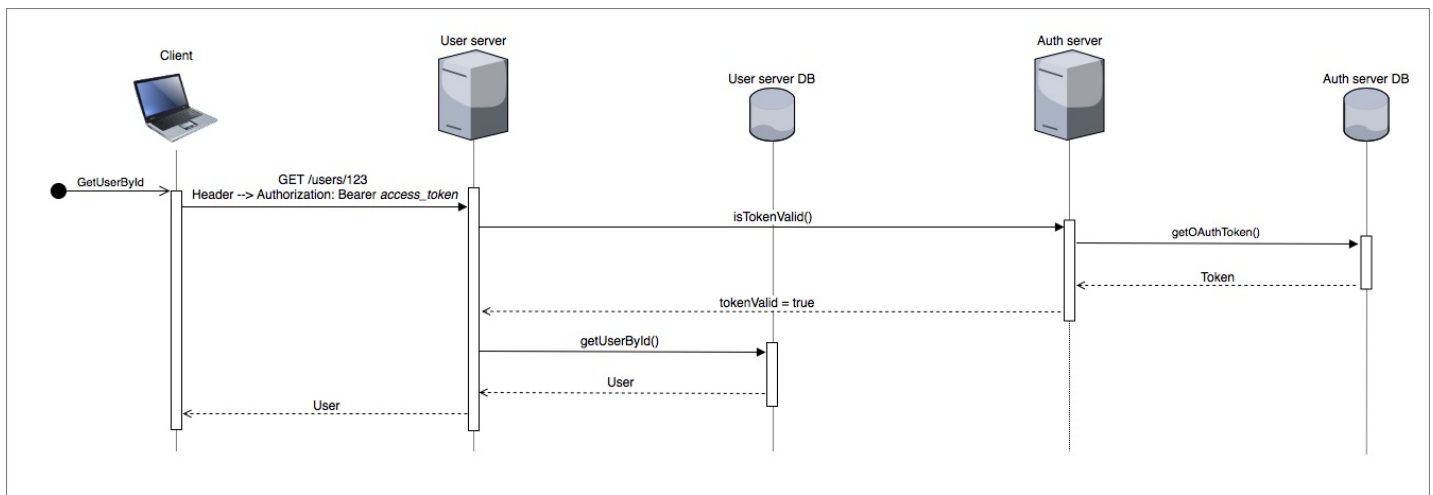 User server
Auth server
Client
User server DB
Auth server DB
GetUserById
GET /users/123
Header --> Authorization: Bearer access_token
isTokenValid()
getOAuthToken()
Token
tokenValid = true
getUserById()
User
User